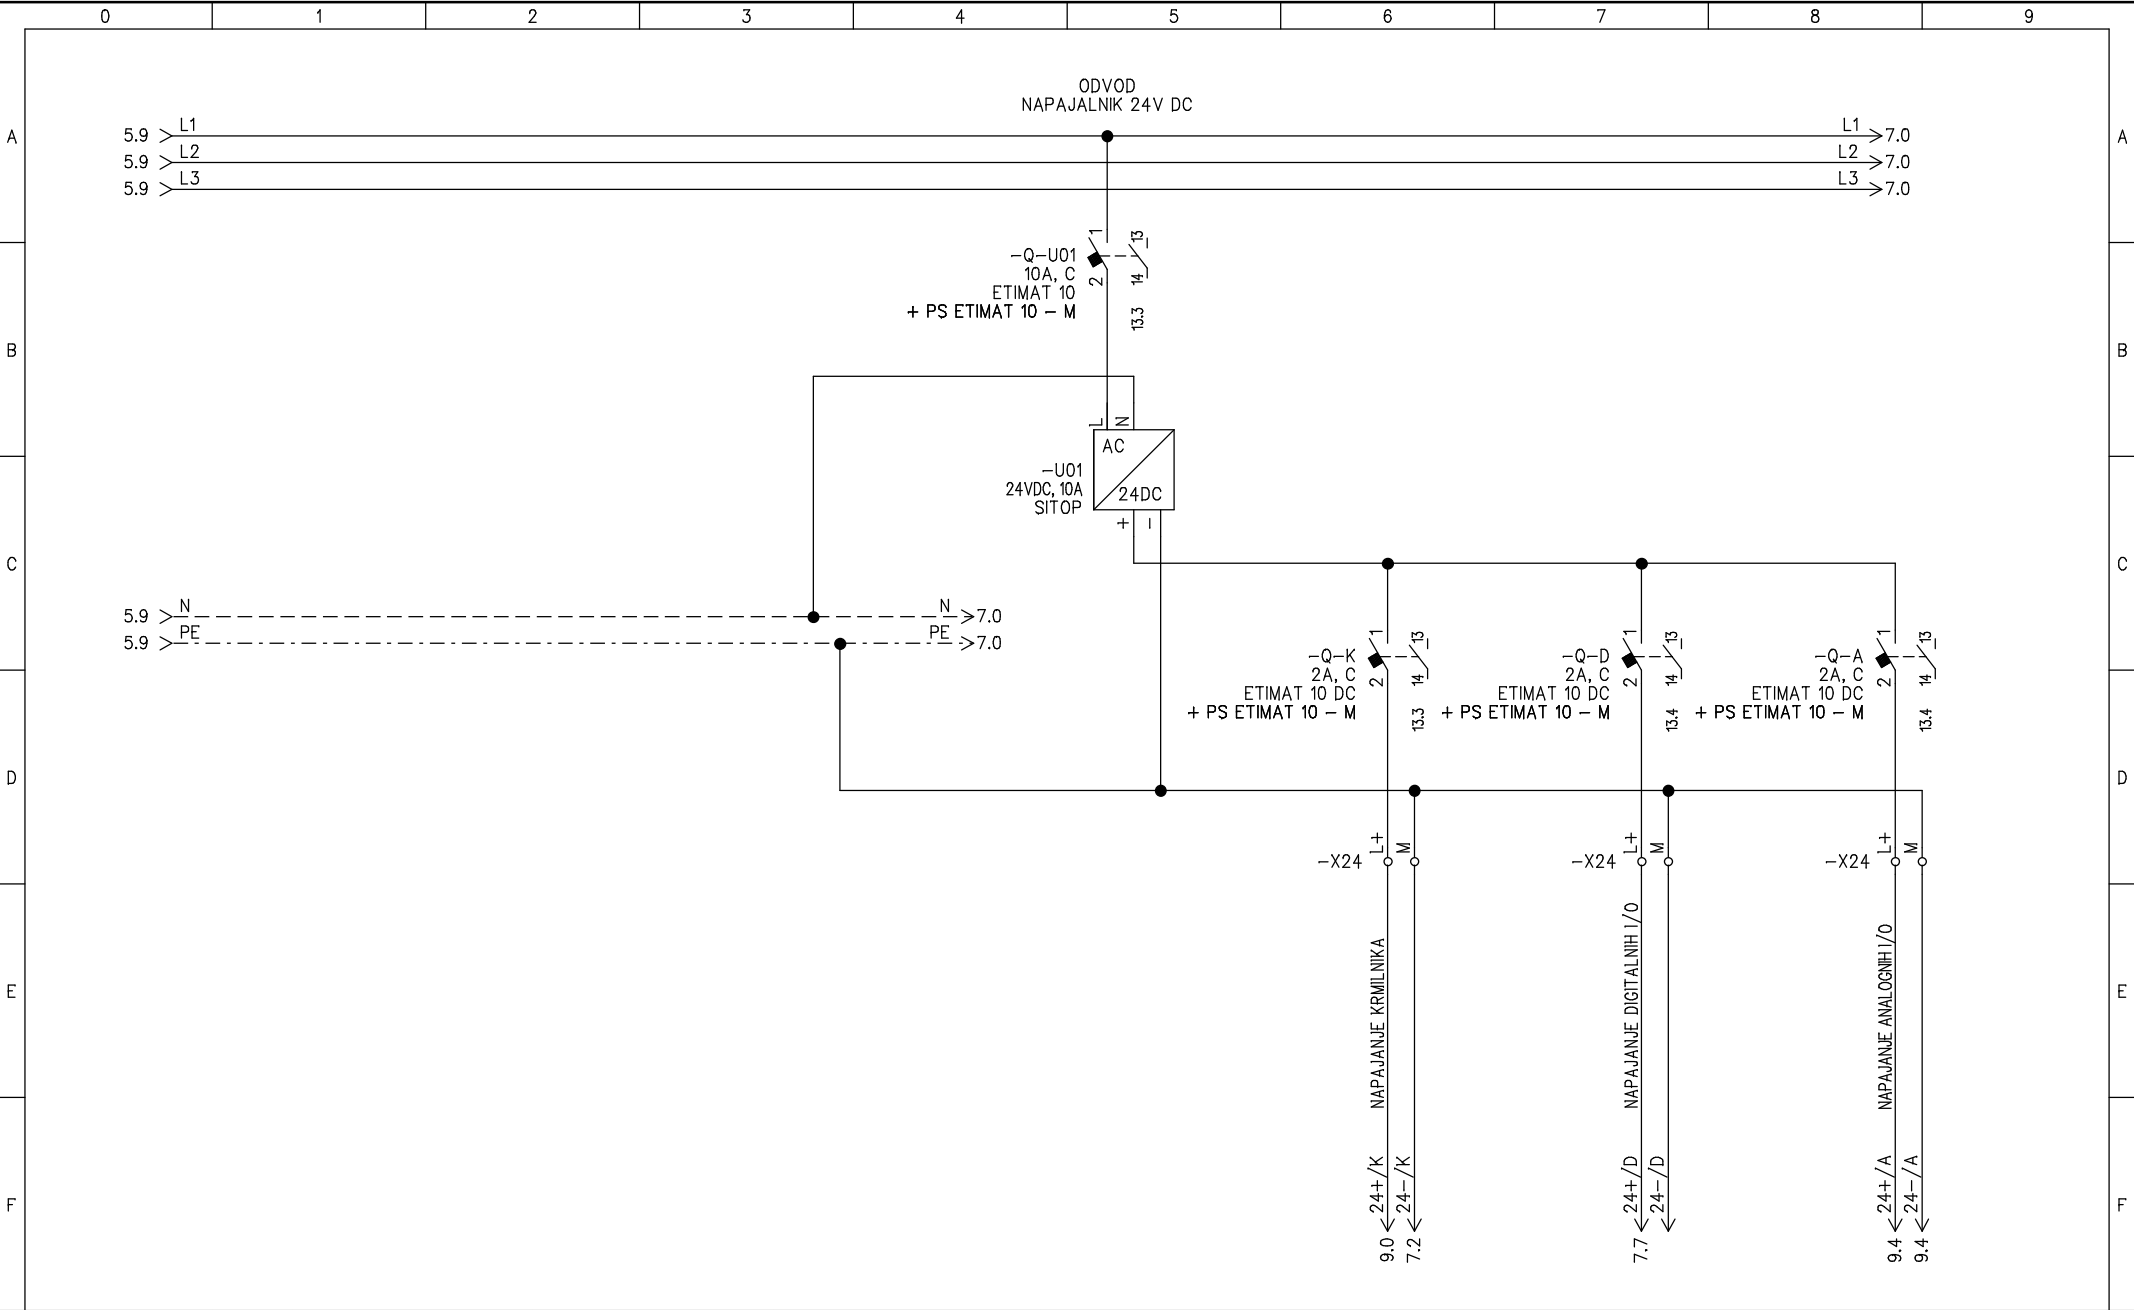 0 1 2 3 4 5 6 7 8 9
ODVOD
NAPAJALNIK 24V DC
A A
5.9 L1 L1 7.0
5.9 L2 L2 7.0
5.9 L3 L3 7.0
1 13
-Q-U01
10A, C
2 14
ETIMAT 10
+ PS ETIMAT 10 - M
13.3
B B
L N
AC
-U01
24VDC, 10A
24DC
SITOP
+ -
C C
5.9 N N 7.0
5.9 PE PE 7.0
1 13
-Q-K
2A, C
2 14
ETIMAT 10 DC
+ PS ETIMAT 10 - M
13.3
1 13
-Q-D
2A, C
2 14
ETIMAT 10 DC
+ PS ETIMAT 10 - M
13.4
1 13
-Q-A
2A, C
2 14
ETIMAT 10 DC
+ PS ETIMAT 10 - M
13.4
D D
-X24 L+ M
-X24 L+ M
-X24 L+ M
E E
NAPAJANJE KRMILNIKA
NAPAJANJE DIGITALNIH I/O
NAPAJANJE ANALOGNIH I/O
F F
24+/K
24-/K
24+/D
24-/D
24+/A
24-/A
9.0
7.2
7.7
9.4
9.4